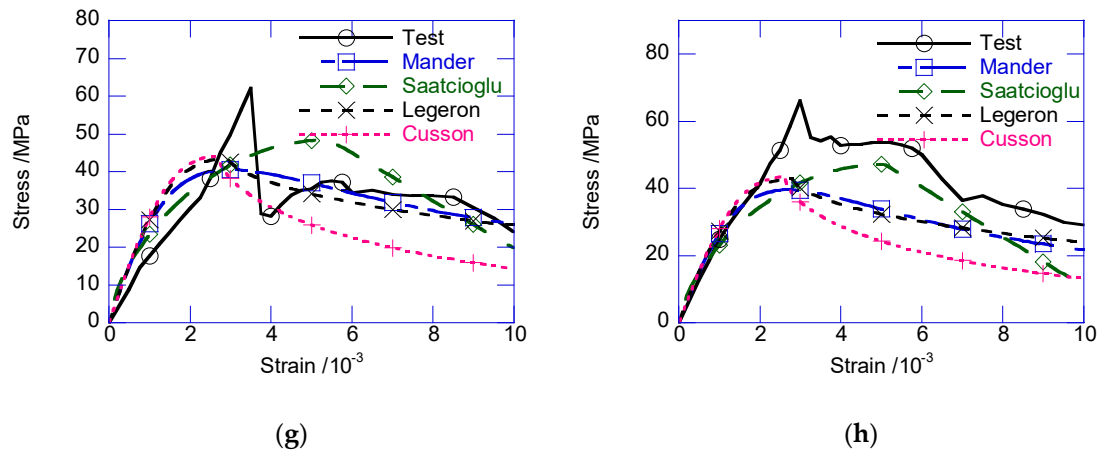 80
70
60
50
40
30
20
10
0
Stress /MPa
Test
Mander
Saatcioglu
Legeron
Cusson
0 2 4 6 8 10
Strain /10-3
(g)
80
60
40
20
0
Stress /MPa
Test
Mander
Saatcioglu
Legeron
Cusson
0 2 4 6 8 10
Strain /10-3
(h)